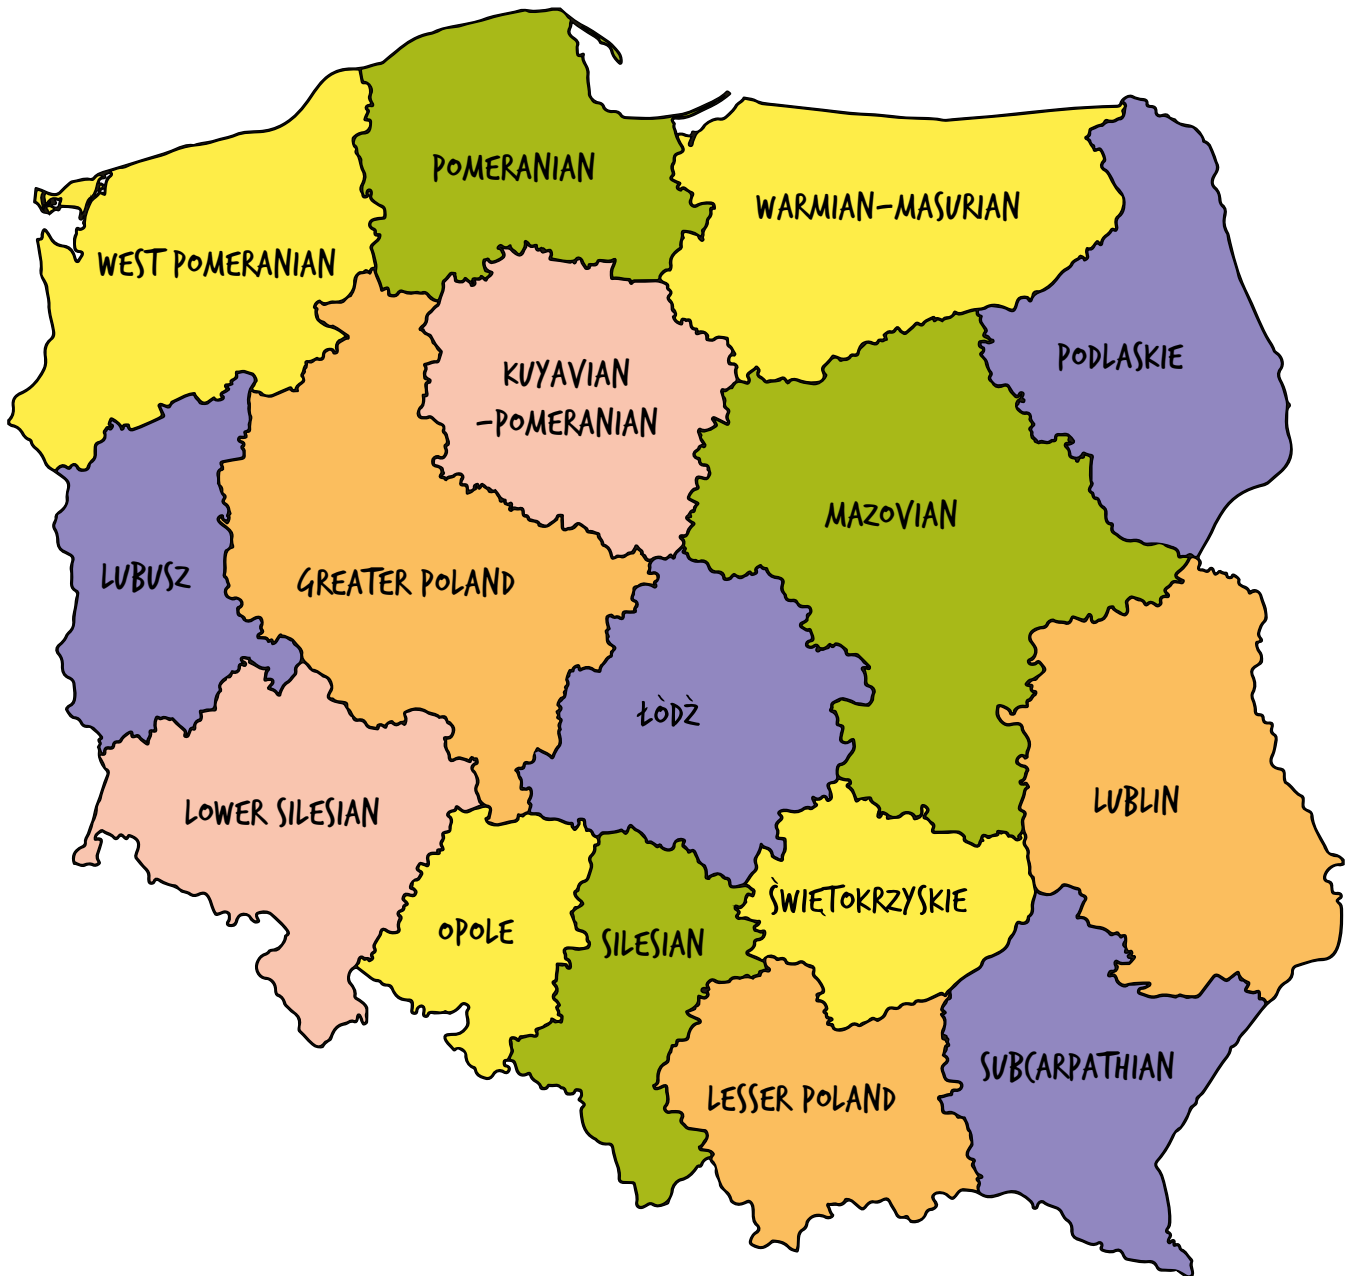 POMERANIAN
WARMIAN-MASURIAN
WEST POMERANIAN
PODLASKIE
KUYAVIAN
-POMERANIAN
MAZOVIAN
LUBUSZ
GREATER POLAND
ŁÒDŻ
LUBLIN
LOWER SILESIAN
ŚWIĘTOKRZYSKIE
OPOLE
SILESIAN
SUBCARPATHIAN
LESSER POLAND